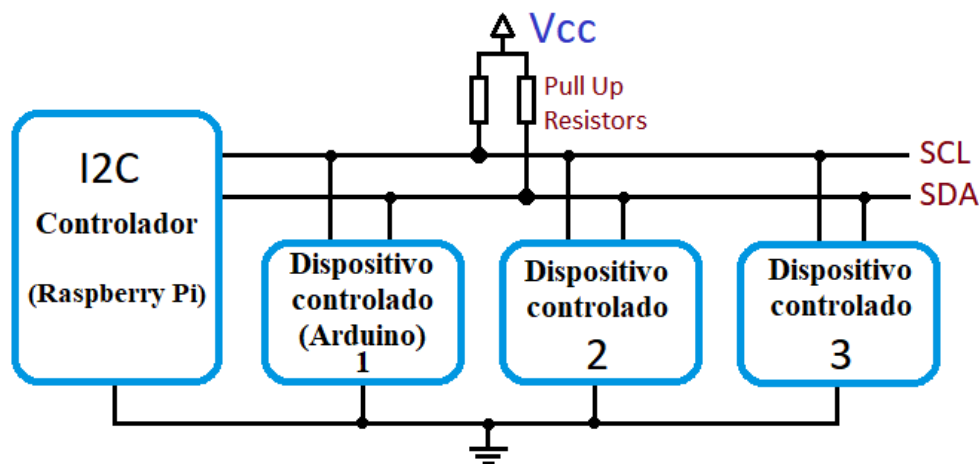 Vcc
Pull Up
Resistors
I2C
Controlador
(Raspberry Pi)
SCL
SDA
Dispositivo
controlado
(Arduino)
1
Dispositivo
controlado
2
Dispositivo
controlado
3